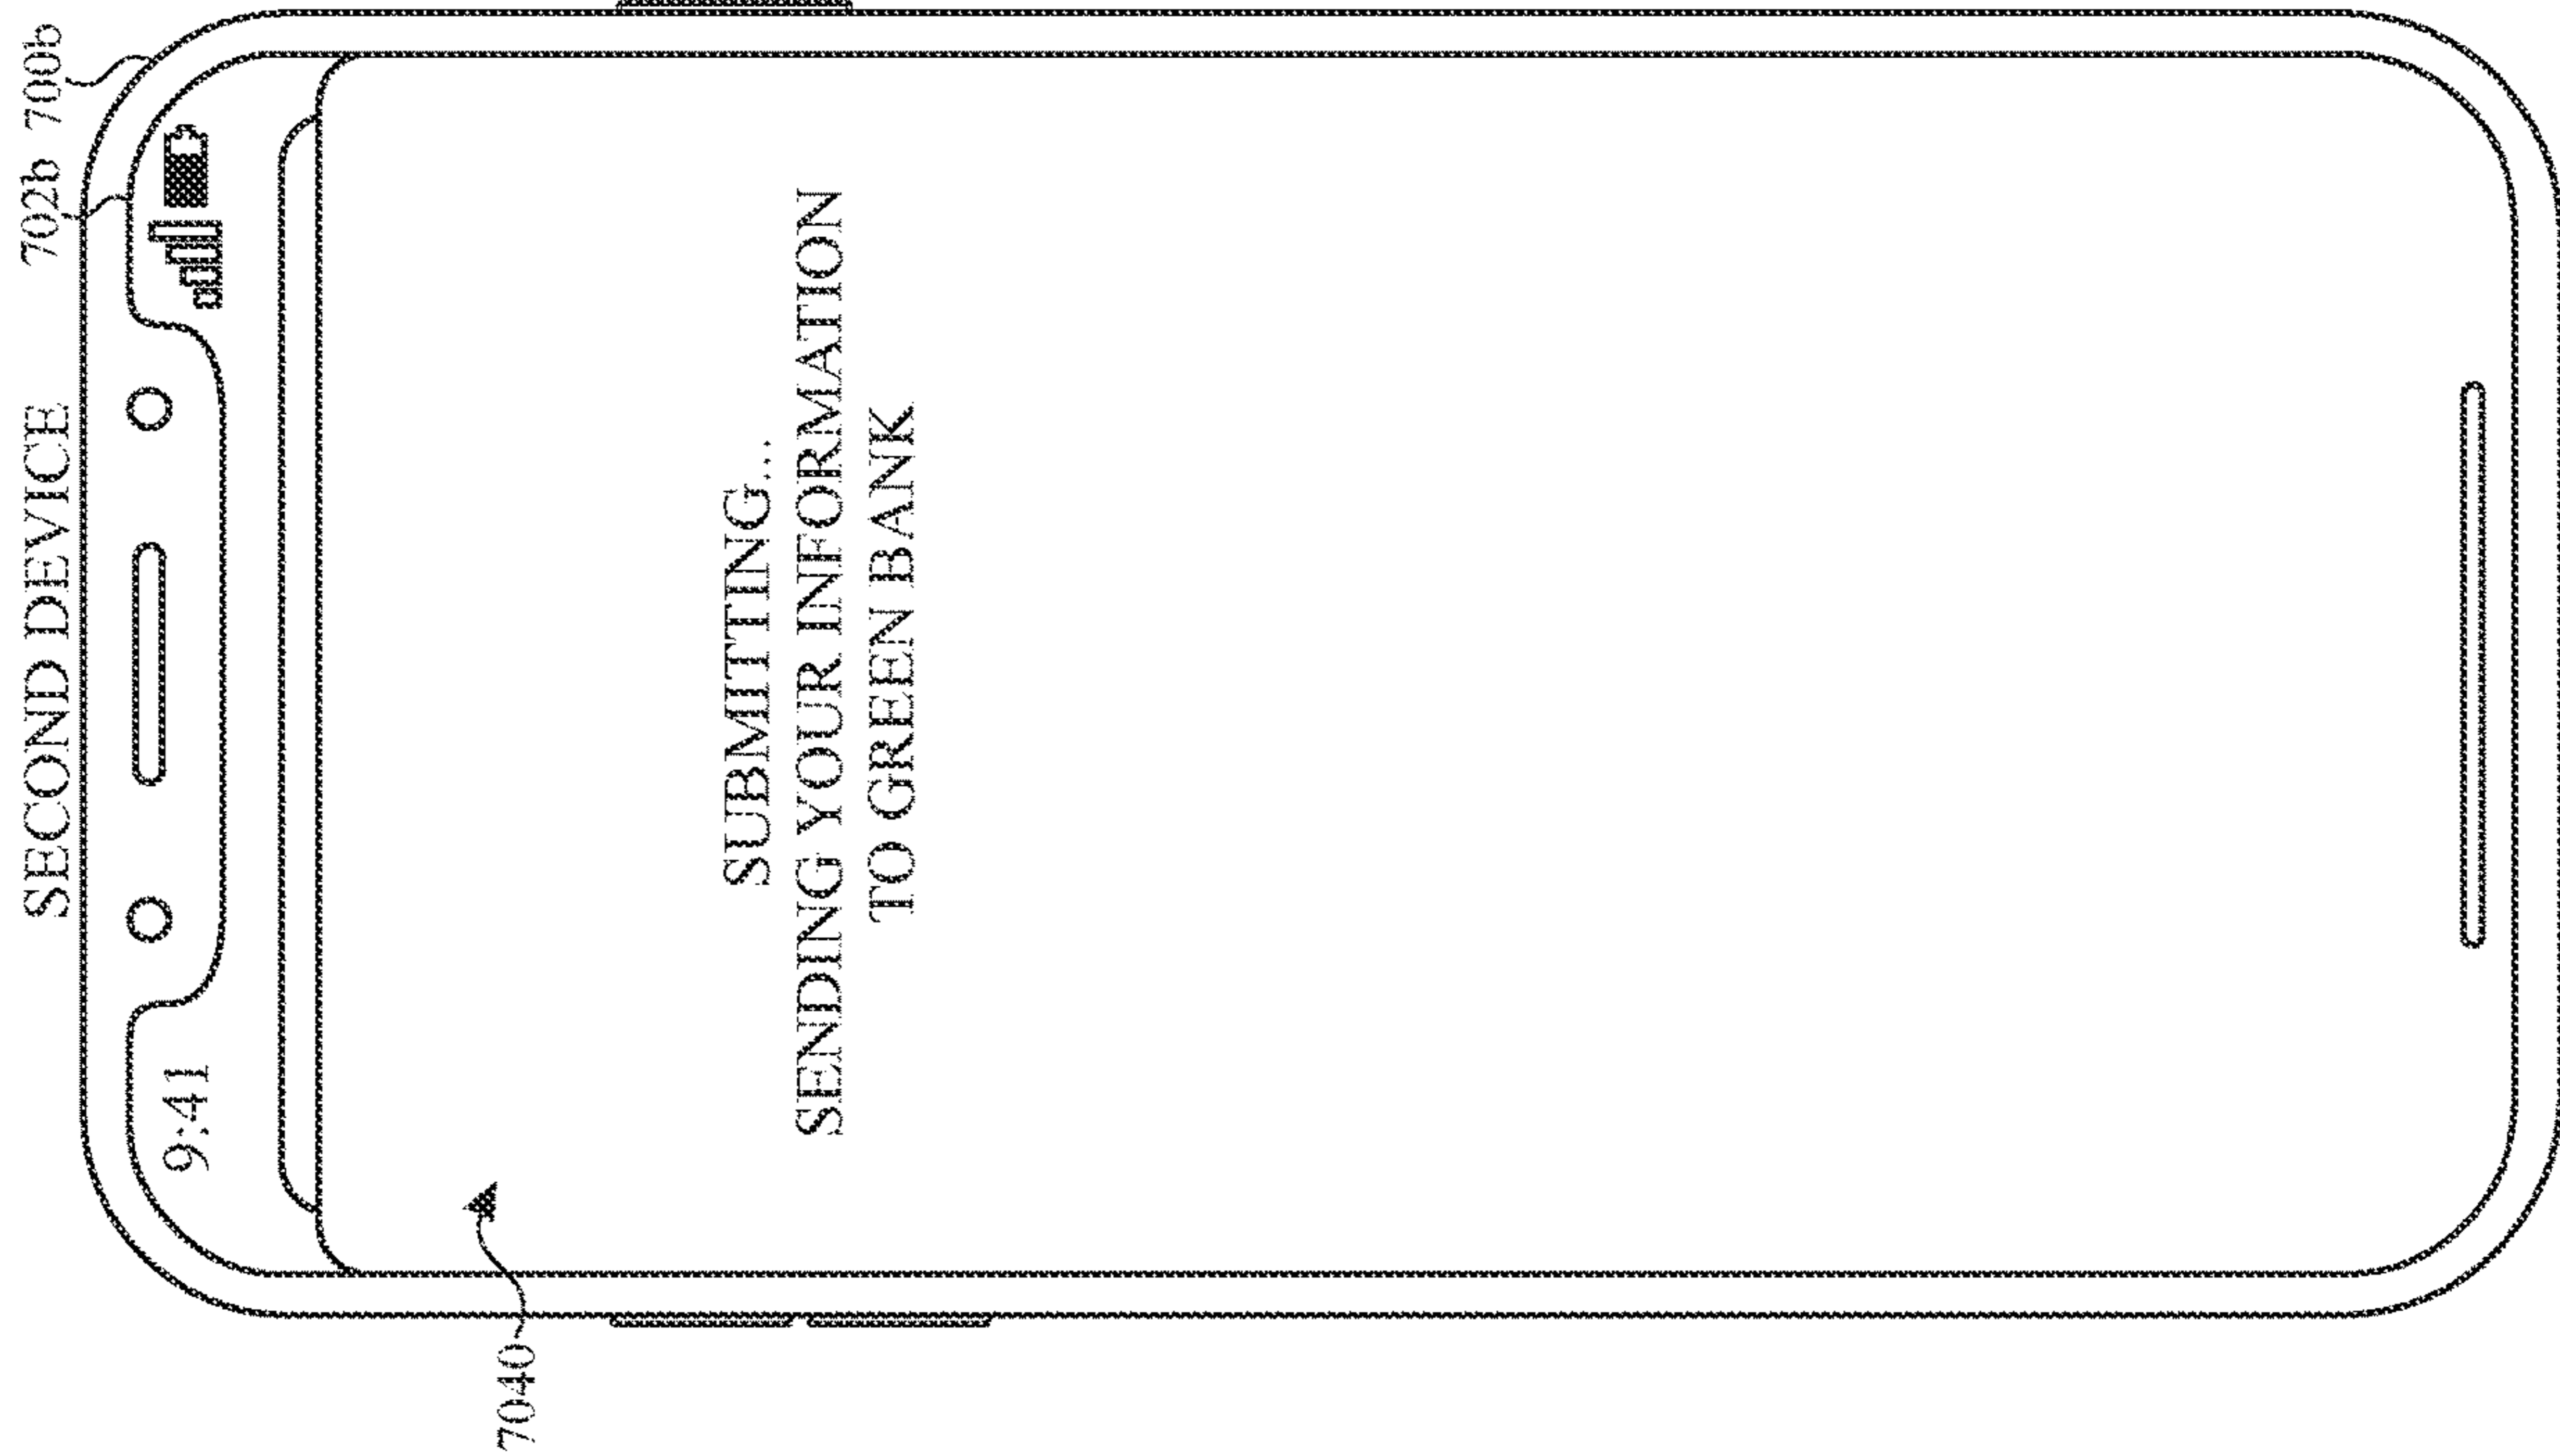 SECOND DEVICE
702b 700b
9:41
7040
SUBMITTING...
SENDING YOUR INFORMATION
TO GREEN BANK